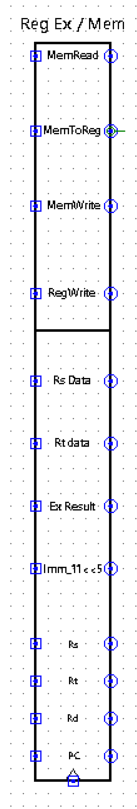 Reg Ex / Mem
MemRead
MemToReg
MemWrite
RegWrite
Rs Data
Rt data
Ex Result
Imm_11<<5
Rs
Rt
Rd
PC